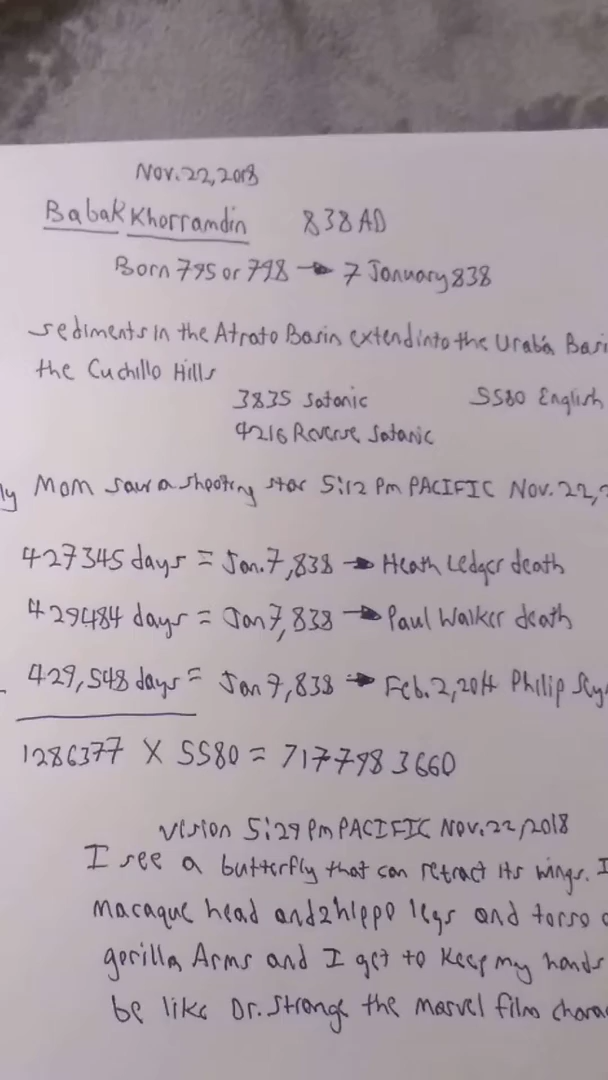 Nov. 22, 2018
Babak Khorramdin 838 AD
Born 795 or 798 → 7 January 838
sediments in the Atrato Basin extend into the Urabá Basi
the Cuchillo Hills
3835 Satanic 5580 English
4216 Reverse Satanic
ly Mom saw a shooting star 5:12 Pm PACIFIC Nov. 22, 2
427345 days = Jan. 7, 838 → Heath Ledger death
429484 days = Jan 7, 838 → Paul Walker death
429,548 days = Jan 7, 838 → Feb. 2, 2014 Philip Sey
1286377 X 5580 = 7177983660
vision 5:29 Pm PACIFIC Nov. 22, 2018
I see a butterfly that can retract its wings. I
macaque head and 2 hippo legs and torso o
gorilla Arms and I get to keep my hands
be like Dr. Strange the marvel film chara